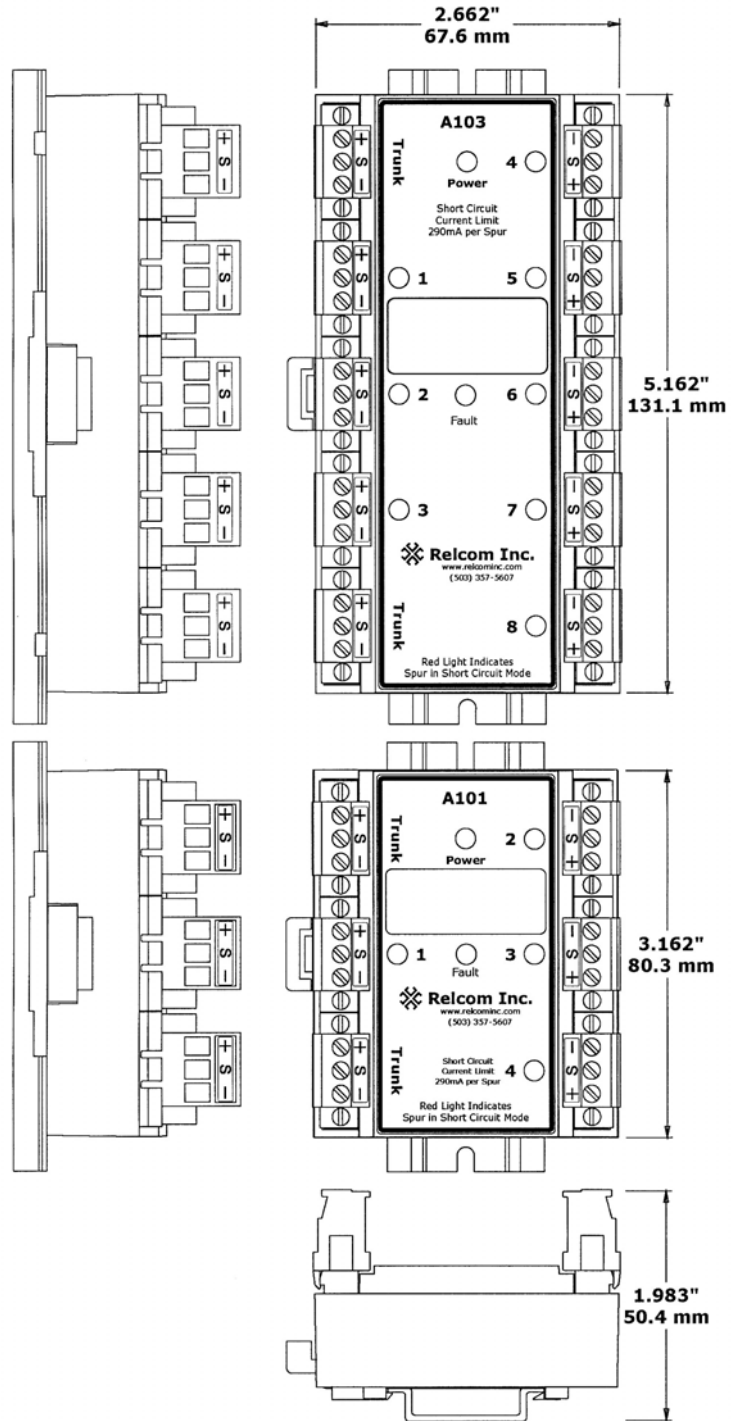 2.662"
67.6 mm
A103
Trunk
Power
4
Short Circuit
Current Limit
290mA per Spur
1
5
2
Fault
6
3
7
Relcom Inc.
www.relcominc.com
(503) 357-5607
Trunk
8
Red Light Indicates
Spur in Short Circuit Mode
+ S −
+ S −
+ S −
+ S −
+ S −
+ S −
+ S −
+ S −
+ S −
+ S −
− S +
− S +
− S +
− S +
− S +
5.162"
131.1 mm
A101
Trunk
Power
2
1
Fault
3
Relcom Inc.
www.relcominc.com
(503) 357-5607
Trunk
Short Circuit
Current Limit
290mA per Spur
4
Red Light Indicates
Spur in Short Circuit Mode
+ S −
+ S −
+ S −
+ S −
+ S −
+ S −
− S +
− S +
− S +
3.162"
80.3 mm
1.983"
50.4 mm